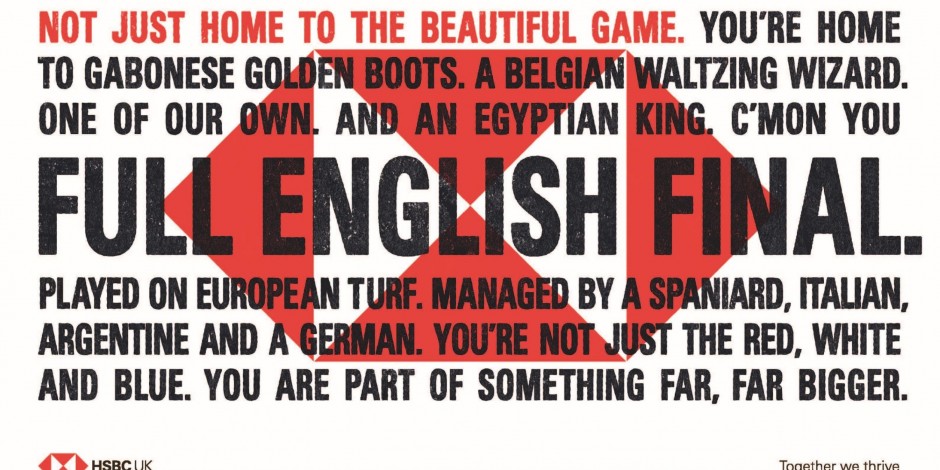 NOT JUST HOME TO THE BEAUTIFUL GAME. YOU'RE HOME
TO GABONESE GOLDEN BOOTS. A BELGIAN WALTZING WIZARD.
ONE OF OUR OWN. AND AN EGYPTIAN KING. C'MON YOU
FULL ENGLISH FINAL.
PLAYED ON EUROPEAN TURF. MANAGED BY A SPANIARD, ITALIAN,
ARGENTINE AND A GERMAN. YOU'RE NOT JUST THE RED, WHITE
AND BLUE. YOU ARE PART OF SOMETHING FAR, FAR BIGGER.
HSBC UK
Together we thrive